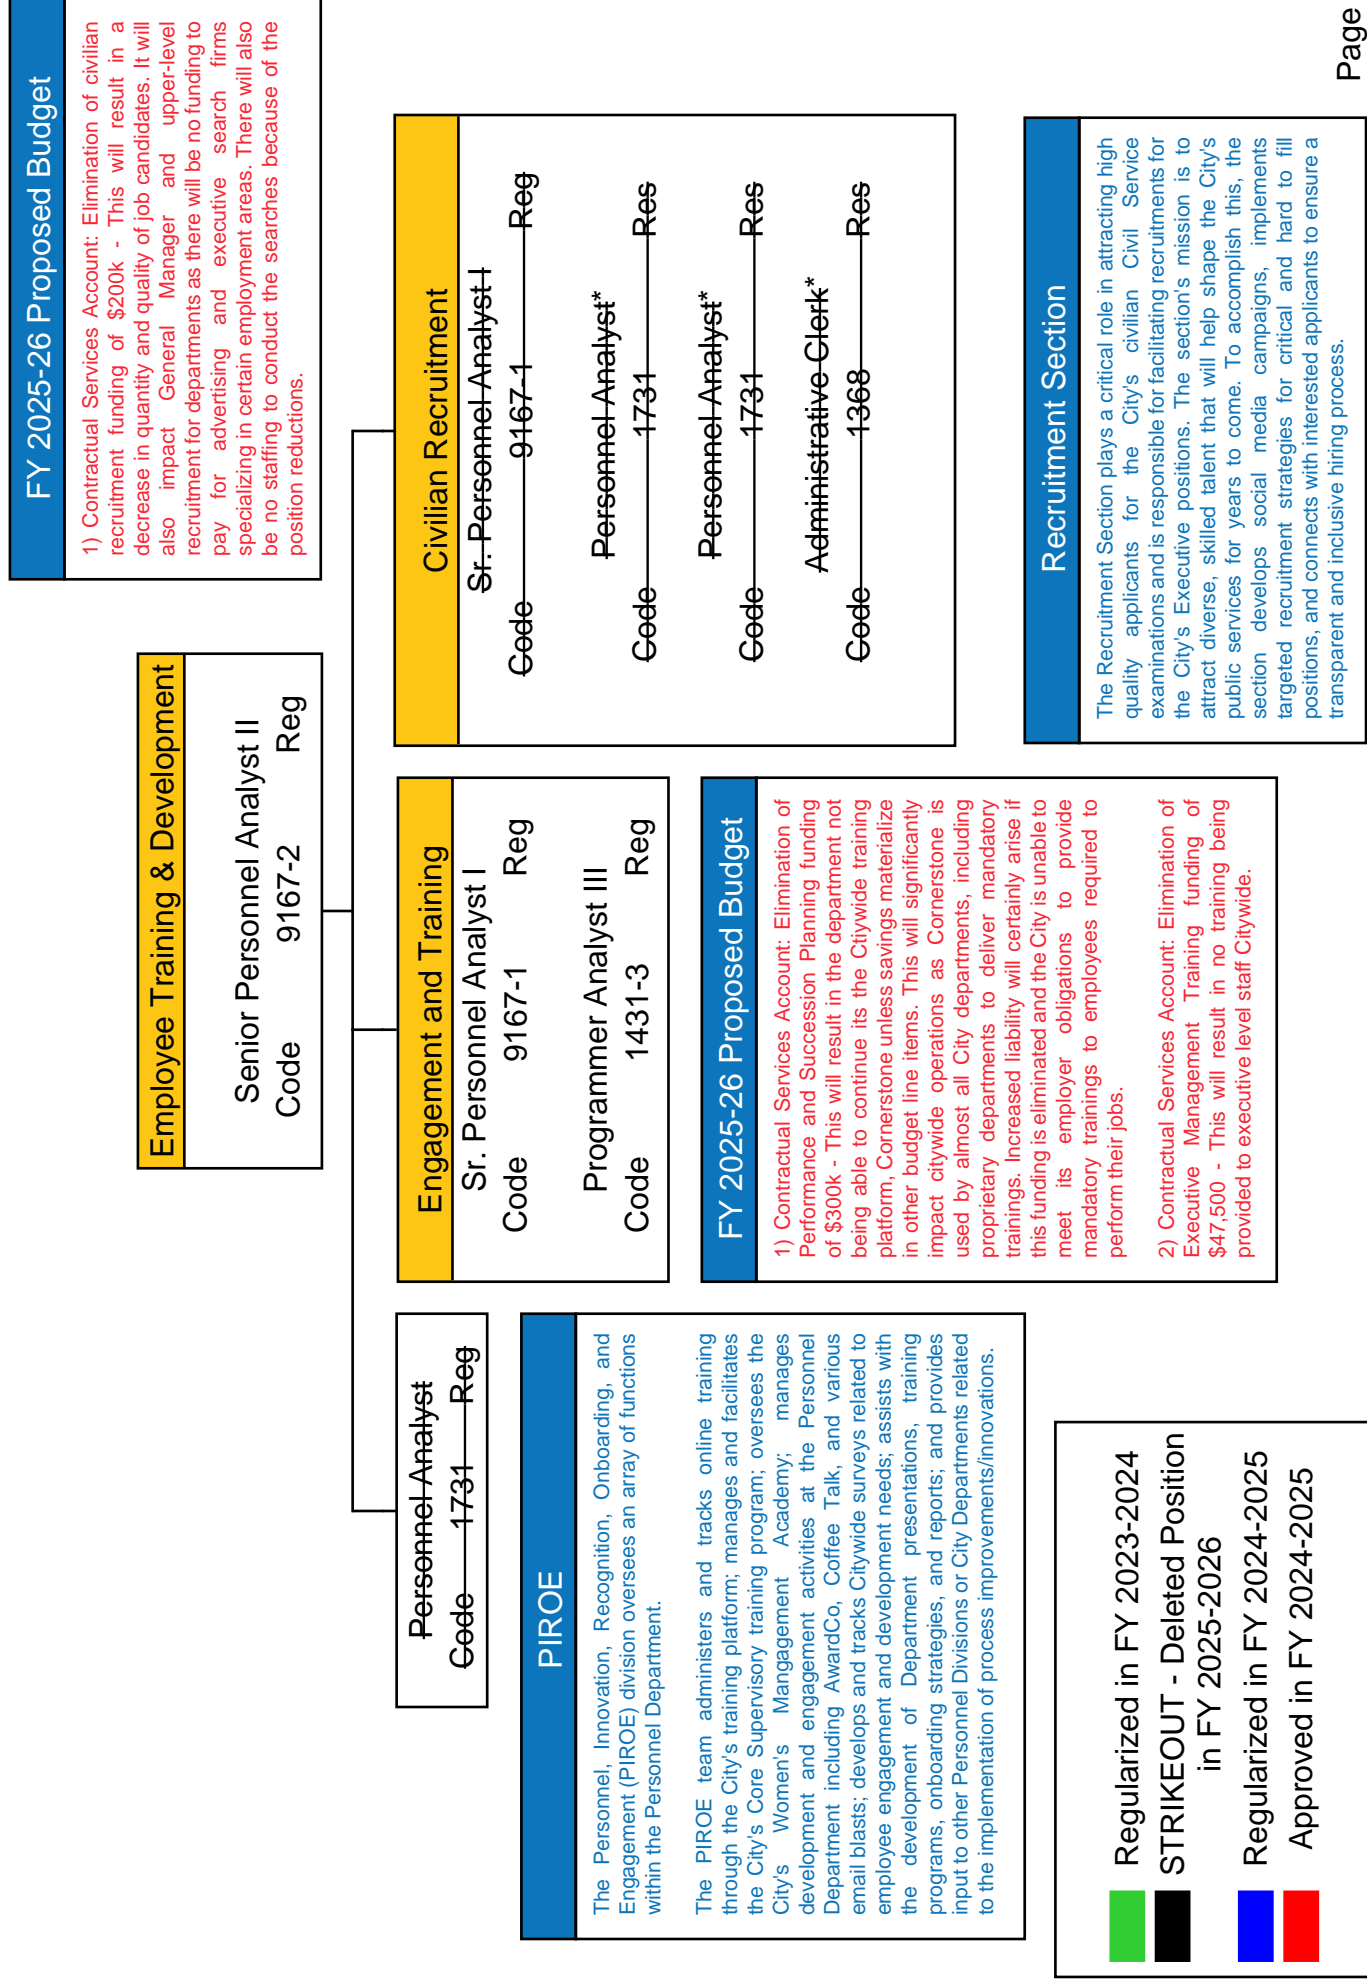 Employee Training & Development
Senior Personnel Analyst II
Code 9167-2 Reg
FY 2025-26 Proposed Budget
1) Contractual Services Account: Elimination of civilian
recruitment funding of $200k - This will result in a
decrease in quantity and quality of job candidates. It will
also impact General Manager and upper-level
recruitment for departments as there will be no funding to
pay for advertising and executive search firms
specializing in certain employment areas. There will also
be no staffing to conduct the searches because of the
position reductions.
Personnel Analyst
Code 1731 Reg
Engagement and Training
Sr. Personnel Analyst I
Code 9167-1 Reg
Programmer Analyst III
Code 1431-3 Reg
Civilian Recruitment
Sr. Personnel Analyst I
Code 9167-1 Reg
Personnel Analyst*
Code 1731 Res
Personnel Analyst*
Code 1731 Res
Administrative Clerk*
Code 1368 Res
PIROE
The Personnel, Innovation, Recognition, Onboarding, and
Engagement (PIROE) division oversees an array of functions
within the Personnel Department.
The PIROE team administers and tracks online training
through the City's training platform; manages and facilitates
the City's Core Supervisory training program; oversees the
City's Women's Mangagement Academy; manages
development and engagement activities at the Personnel
Department including AwardCo, Coffee Talk, and various
email blasts; develops and tracks Citywide surveys related to
employee engagement and development needs; assists with
the development of Department presentations, training
programs, onboarding strategies, and reports; and provides
input to other Personnel Divisions or City Departments related
to the implementation of process improvements/innovations.
FY 2025-26 Proposed Budget
1) Contractual Services Account: Elimination of
Performance and Succession Planning funding
of $300k - This will result in the department not
being able to continue its the Ctiywide training
platform, Cornerstone unless savings materialize
in other budget line items. This will significantly
impact citywide operations as Cornerstone is
used by almost all City departments, including
proprietary departments to deliver mandatory
trainings. Increased liability will certainly arise if
this funding is eliminated and the City is unable to
meet its employer obligations to provide
mandatory trainings to employees required to
perform their jobs.
2) Contractual Services Account: Elimination of
Executive Management Training funding of
$47,500 - This will result in no training being
provided to executive level staff Citywide.
Recruitment Section
The Recruitment Section plays a critical role in attracting high
quality applicants for the City's civilian Civil Service
examinations and is responsible for facilitating recruitments for
the City's Executive positions. The section's mission is to
attract diverse, skilled talent that will help shape the City's
public services for years to come. To accomplish this, the
section develops social media campaigns, implements
targeted recruitment strategies for critical and hard to fill
positions, and connects with interested applicants to ensure a
transparent and inclusive hiring process.
Regularized in FY 2023-2024
STRIKEOUT - Deleted Position
in FY 2025-2026
Regularized in FY 2024-2025
Approved in FY 2024-2025
Page